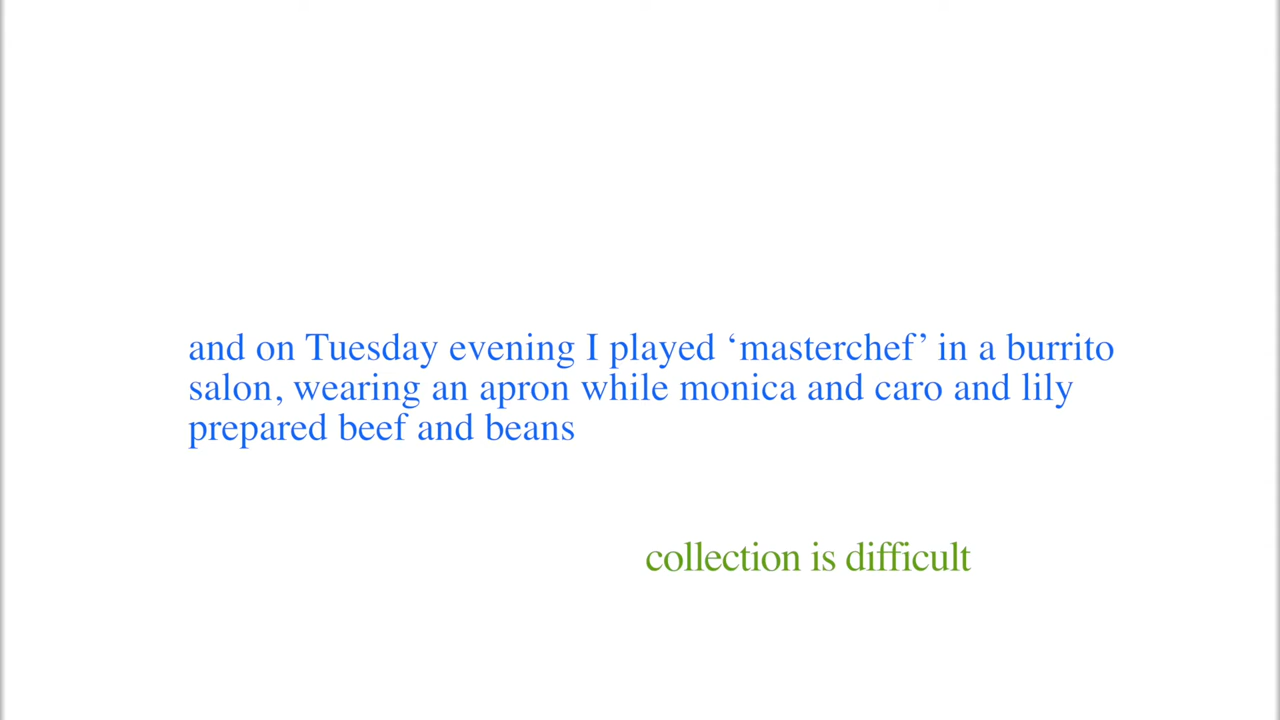 and on Tuesday evening I played ‘masterchef’ in a burrito
salon, wearing an apron while monica and caro and lily
prepared beef and beans
collection is difficult